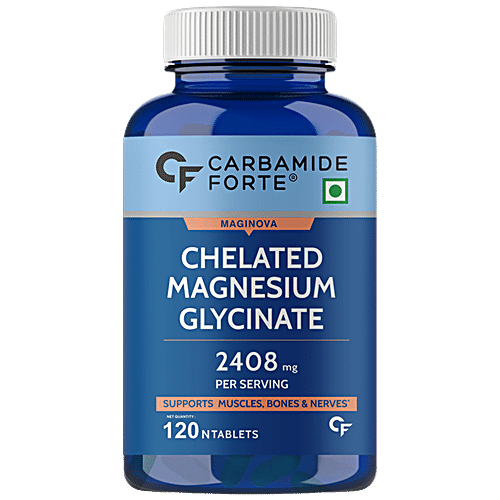 CF CARBAMIDE
FORTE®
MAGINOVA
CHELATED
MAGNESIUM
GLYCINATE
2408 mg
PER SERVING
SUPPORTS MUSCLES, BONES & NERVES*
NET QUANTITY:
120 N TABLETS
CF